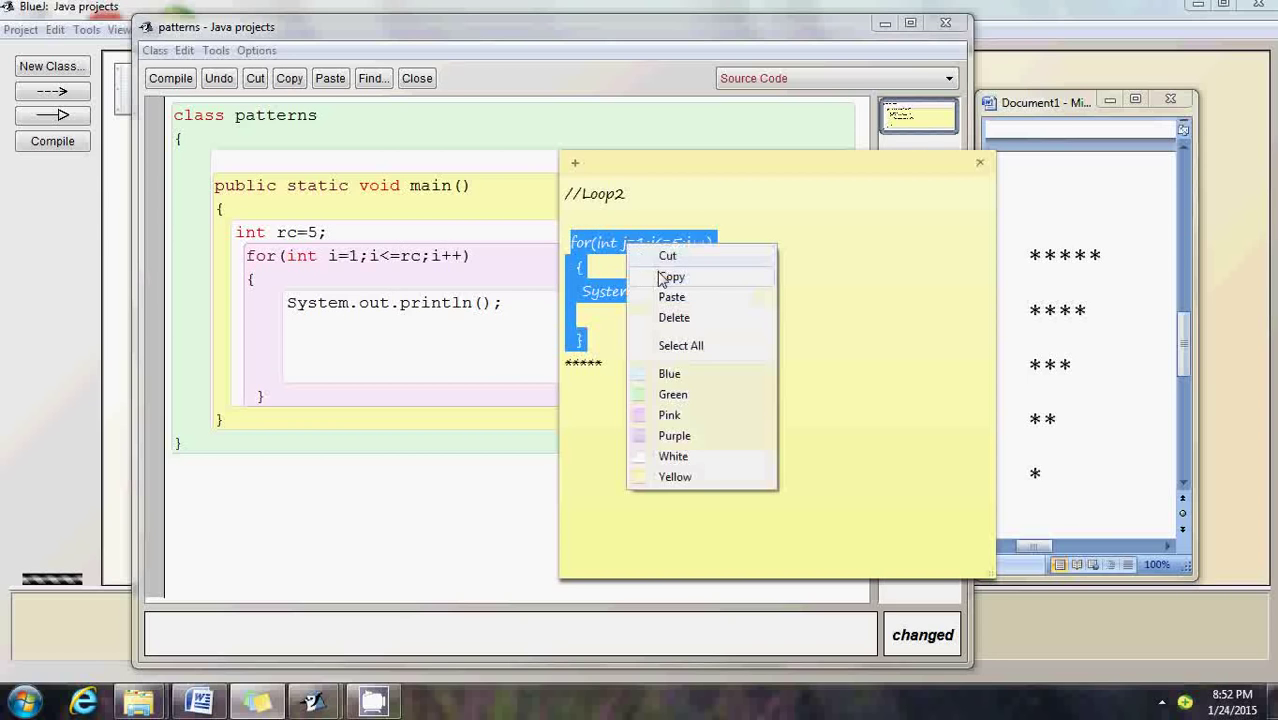 BlueJ: Java projects
Project Edit Tools View
New Class...
Compile
patterns - Java projects
Class Edit Tools Options
Compile Undo Cut Copy Paste Find... Close
Source Code
class patterns
{
public static void main()
{
int rc=5;
for(int i=1;i<=rc;i++)
{
System.out.println();
}
}
}
changed
+
//Loop2
for(int
{
System
}
*****
Cut
Copy
Paste
Delete
Select All
Blue
Green
Pink
Purple
White
Yellow
Document1 - Mi...
*****
****
***
**
*
100%
8:52 PM
1/24/2015